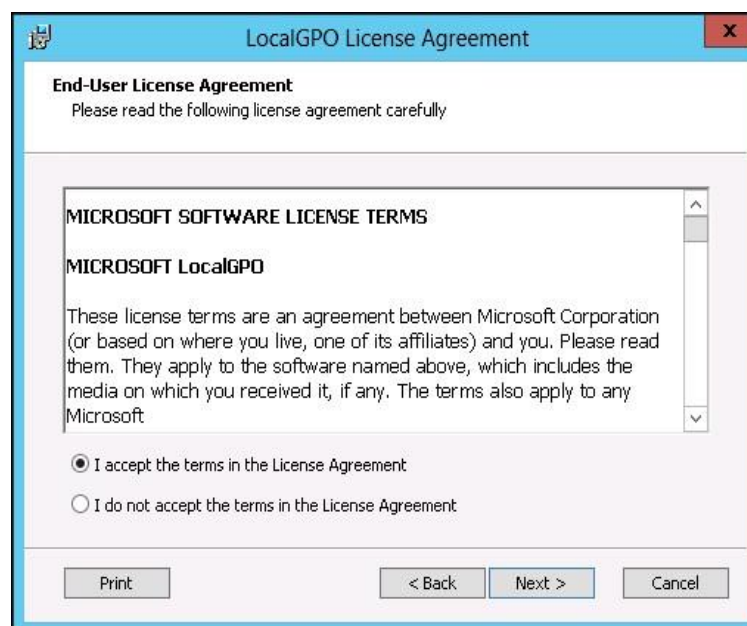 LocalGPO License Agreement
x
End-User License Agreement
Please read the following license agreement carefully
MICROSOFT SOFTWARE LICENSE TERMS
MICROSOFT LocalGPO
These license terms are an agreement between Microsoft Corporation
(or based on where you live, one of its affiliates) and you. Please read
them. They apply to the software named above, which includes the
media on which you received it, if any. The terms also apply to any
Microsoft
I accept the terms in the License Agreement
I do not accept the terms in the License Agreement
Print < Back Next > Cancel